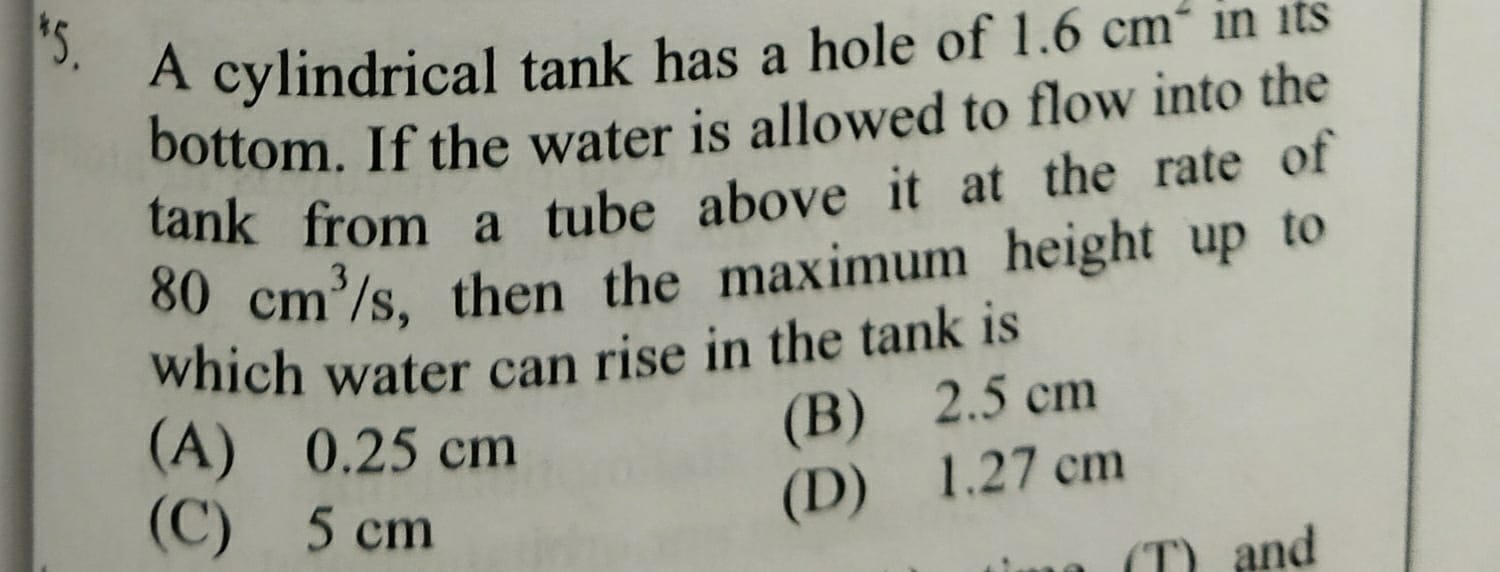 *5.
A cylindrical tank has a hole of 1.6 cm² in its
bottom. If the water is allowed to flow into the
tank from a tube above it at the rate of
80 cm³/s, then the maximum height up to
which water can rise in the tank is
(A) 0.25 cm (B) 2.5 cm
(C) 5 cm (D) 1.27 cm
(T) and